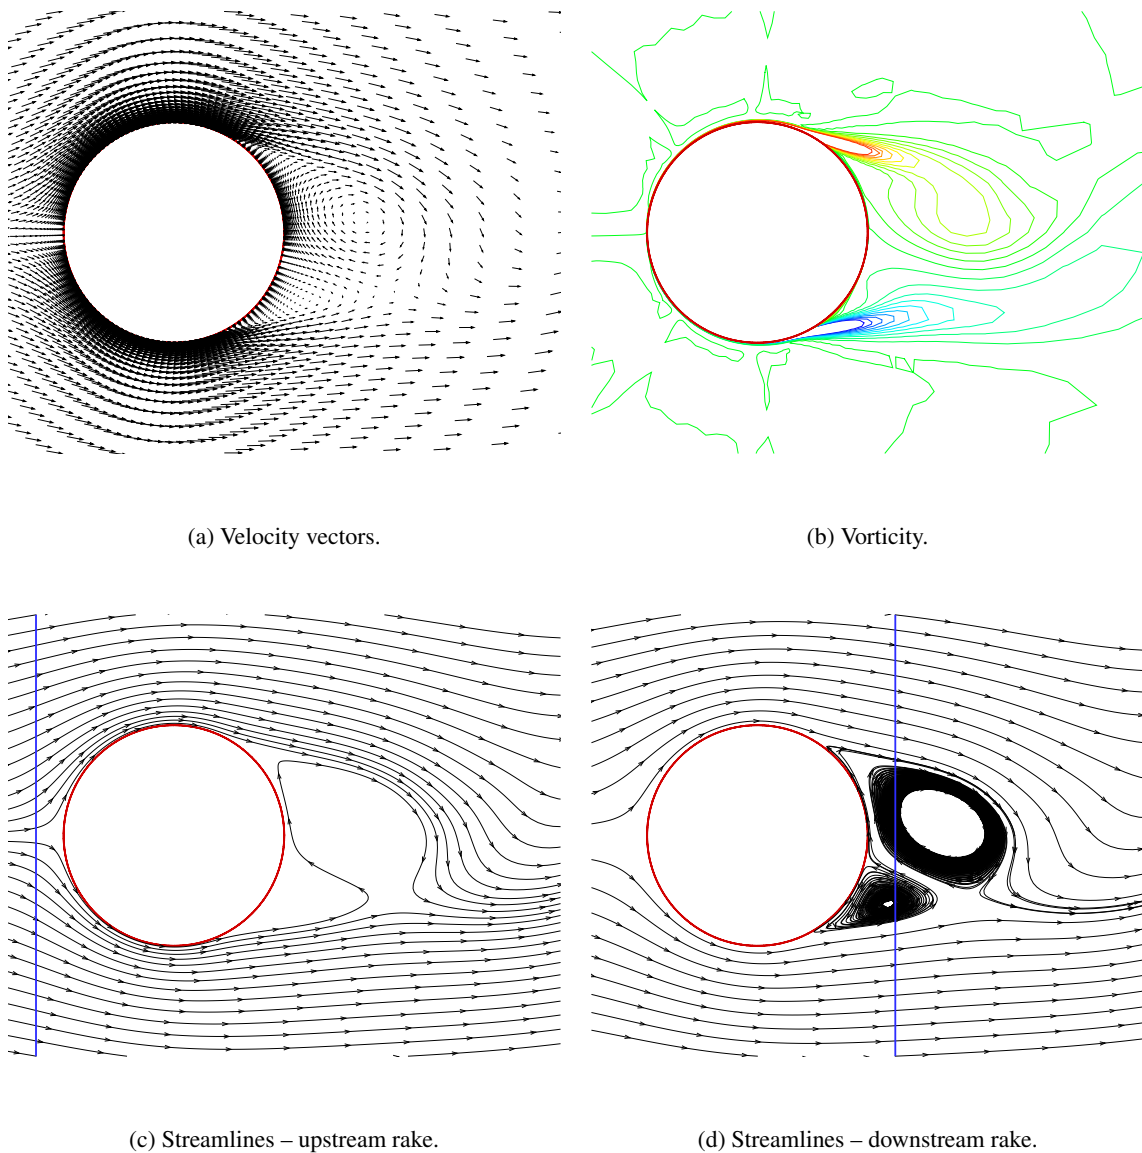 (a) Velocity vectors.
(b) Vorticity.
(c) Streamlines – upstream rake.
(d) Streamlines – downstream rake.